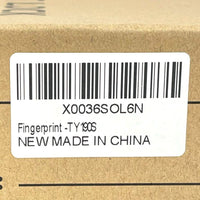 X0036SOL6N
Fingerprint -TY190S
NEW MADE IN CHINA